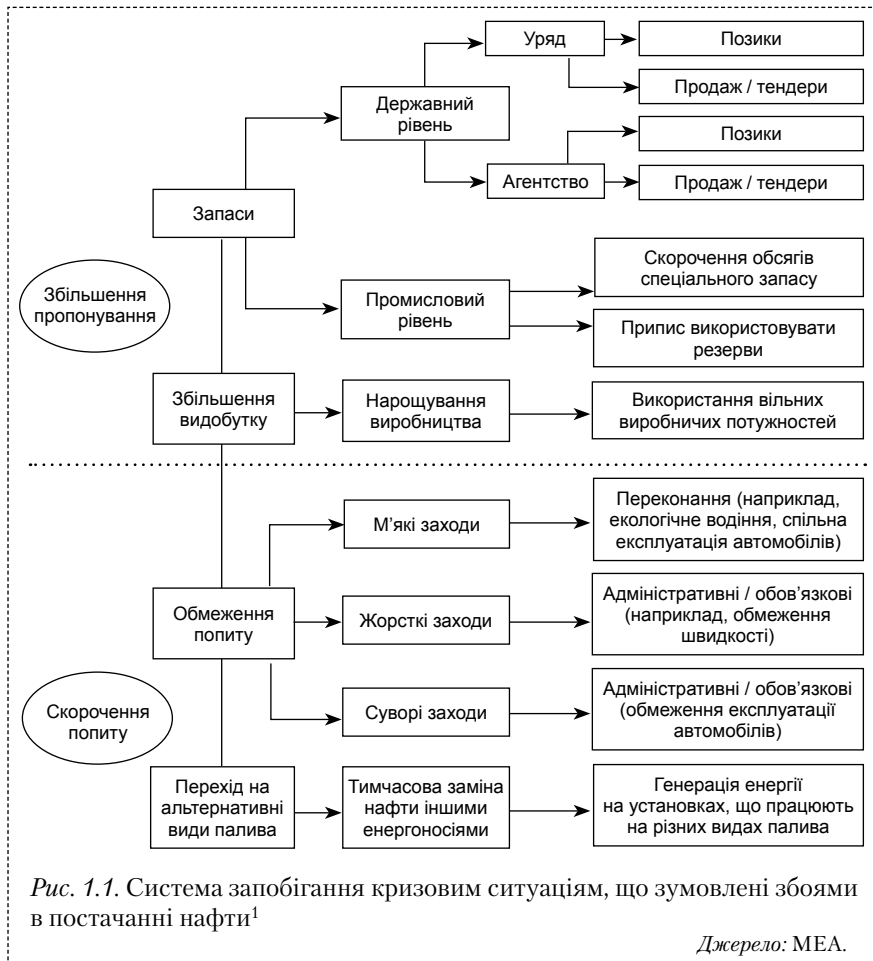 Уряд
Позики
Продаж / тендери
Державний
рівень
Позики
Агентство
Продаж / тендери
Запаси
Збільшення
пропонування
Промисловий
рівень
Скорочення обсягів
спеціального запасу
Припис використовувати
резерви
Збільшення
видобутку
Нарощування
виробництва
Використання вільних
виробничих потужностей
М’які заходи
Переконання (наприклад,
екологічне водіння, спільна
експлуатація автомобілів)
Обмеження
попиту
Жорсткі заходи
Адміністративні / обов’язкові
(наприклад, обмеження
швидкості)
Скорочення
попиту
Суворі заходи
Адміністративні / обов’язкові
(обмеження експлуатації
автомобілів)
Перехід на
альтернативні
види палива
Тимчасова заміна
нафти іншими
енергоносіями
Генерація енергії
на установках, що працюють
на різних видах палива
Рис. 1.1. Система запобігання кризовим ситуаціям, що зумовлені збоями
в постачанні нафти¹
Джерело: МЕА.